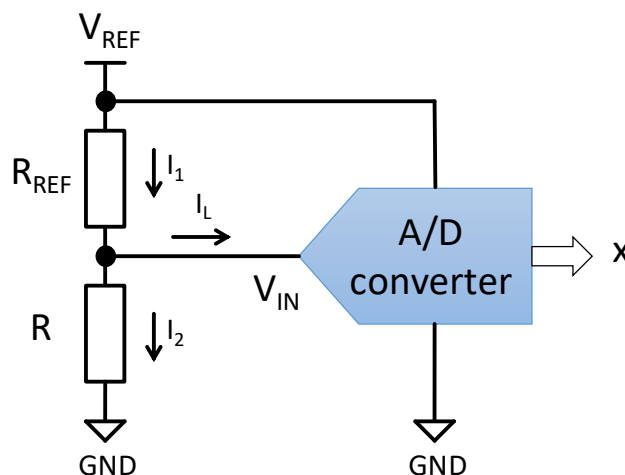 VREF
RREF
I1
IL
A/D
converter
x
VIN
R
I2
GND
GND